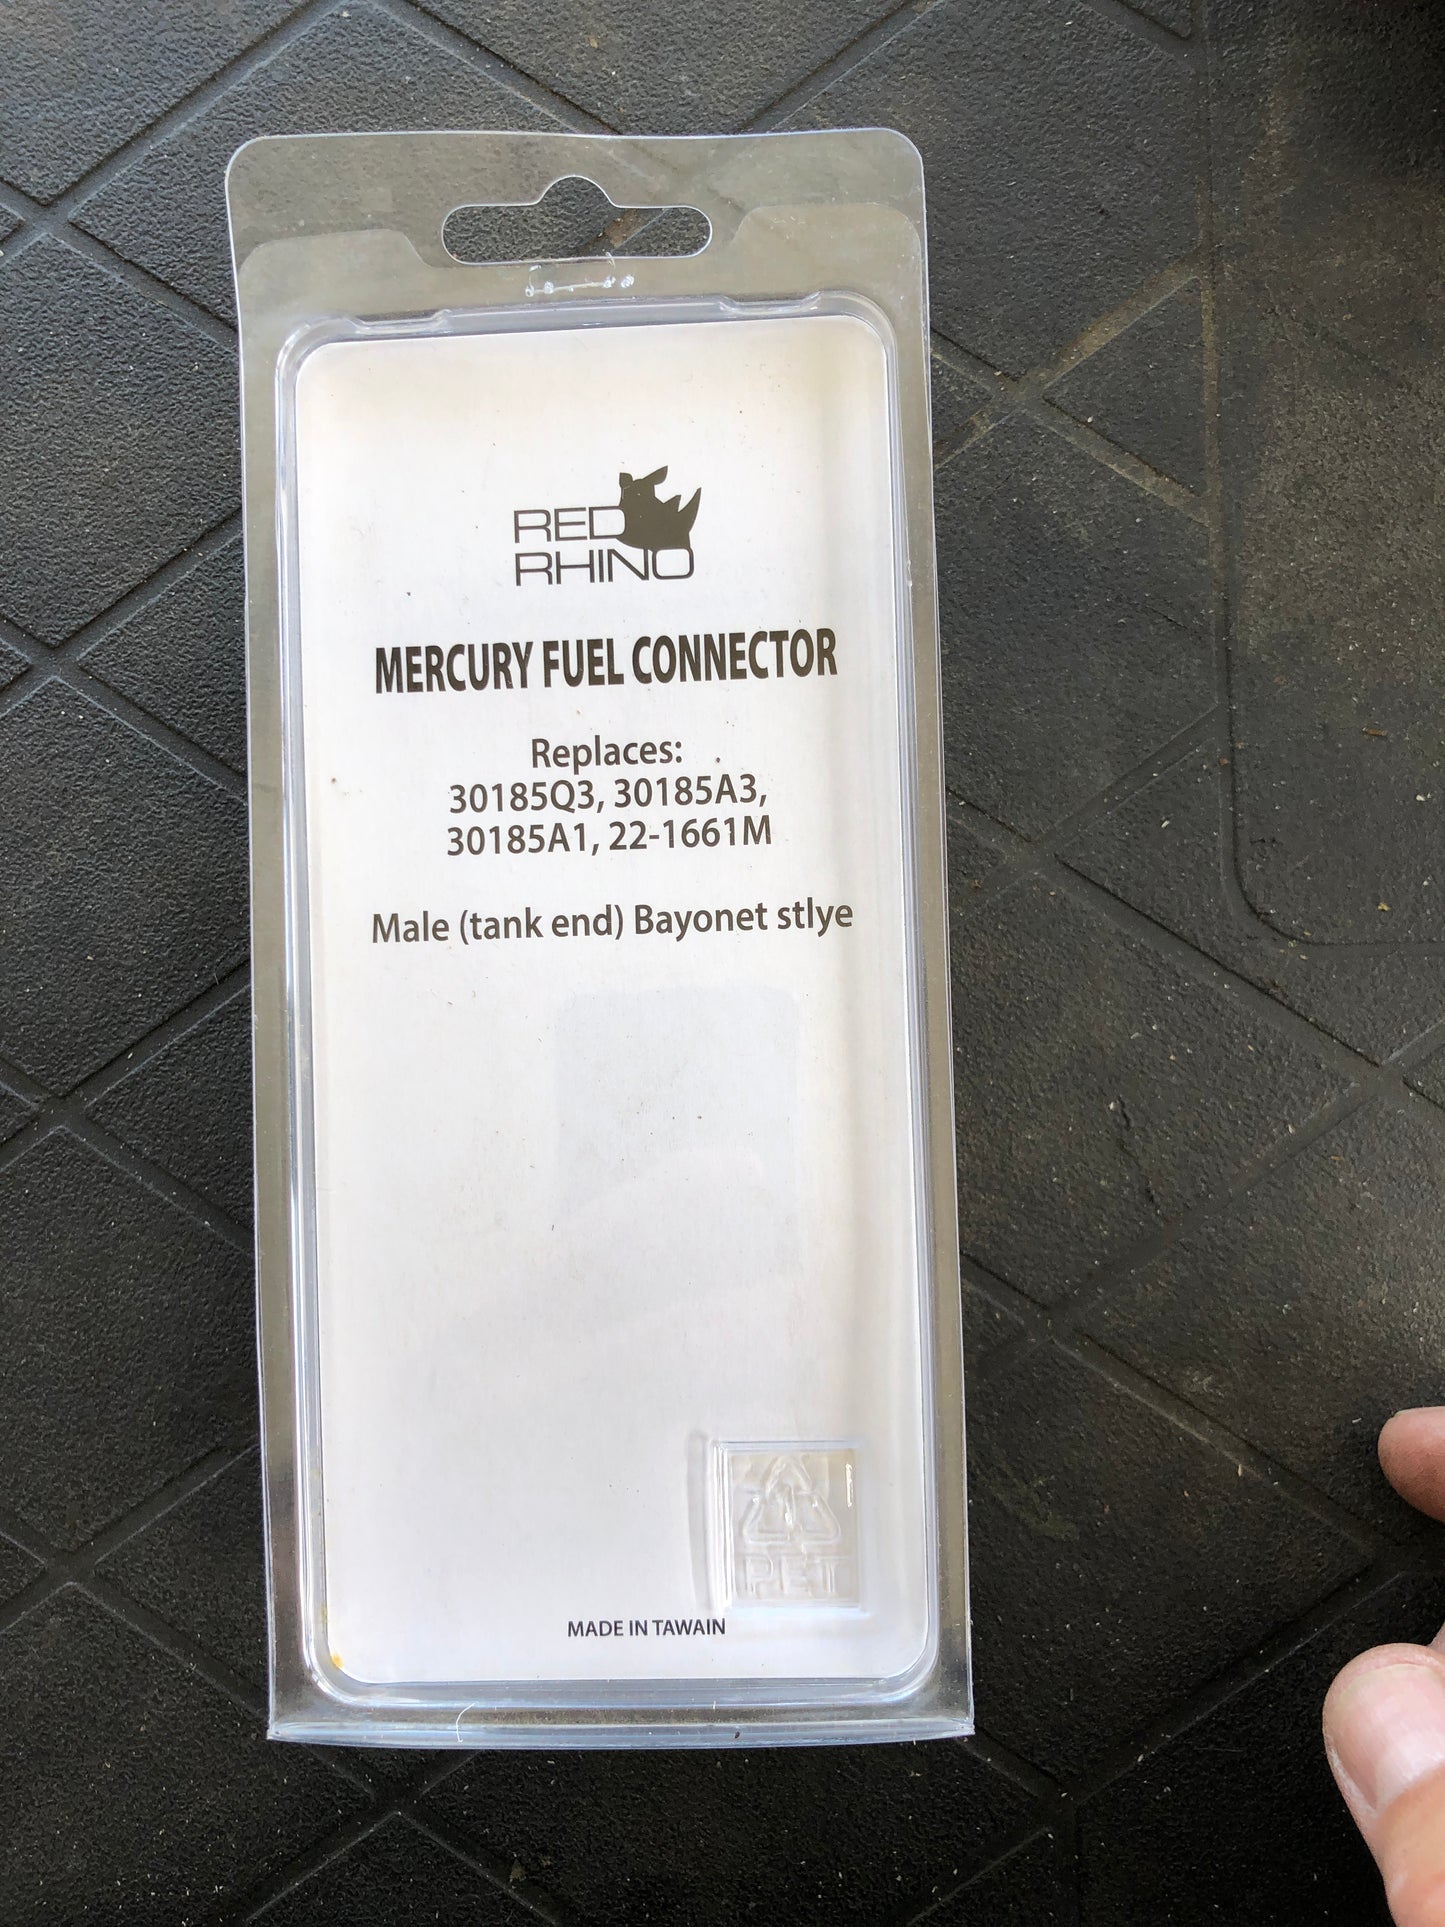 RED
RHINO
MERCURY FUEL CONNECTOR
Replaces:
30185Q3, 30185A3,
30185A1, 22-1661M
Male (tank end) Bayonet stlye
1
PET
MADE IN TAWAIN